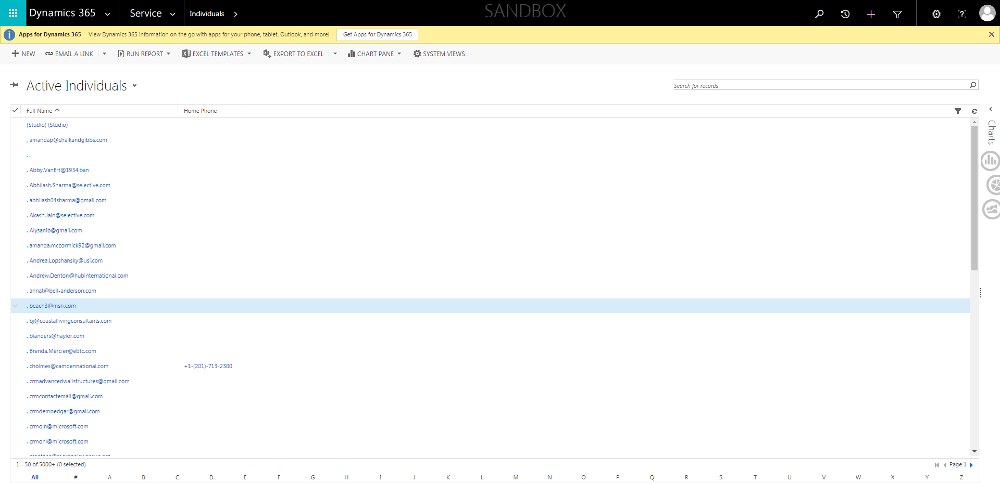 Dynamics 365 Service Individuals SANDBOX
Apps for Dynamics 365 View Dynamics 365 information on the go with apps for your phone, tablet, Outlook, and more! Get Apps for Dynamics 365
NEW EMAIL A LINK RUN REPORT EXCEL TEMPLATES EXPORT TO EXCEL CHART PANE SYSTEM VIEWS
Active Individuals Search for records
Full Name Home Phone
Charts
(Studio) (Studio)
, amandap@chalkandgibbs.com
. .
. Abby.VanErt@1934.ban
. Abhilash.Sharma@selective.com
. abhilash04sharma@gmail.com
. Akash.Jain@selective.com
. Alysanib@gmail.com
. amanda.mccormick92@gmail.com
. Andrea.Lopshansky@usi.com
. Andrew.Denton@hubinternational.com
. annat@bell-anderson.com
. beach3@msn.com
. bj@coastallivingconsultants.com
. blanders@haylor.com
. Brenda.Mercier@ebtc.com
. cholmes@camdennational.com +1-(201)-713-2300
. crmadvancedwallstructures@gmail.com
. crmcontactemail@gmail.com
. crmdemoedgar@gmail.com
. crmoln@microsoft.com
. crmonl@microsoft.com
1 - 50 of 5000+ (0 selected) Page 1
All # A B C D E F G H I J K L M N O P Q R S T U V W X Y Z